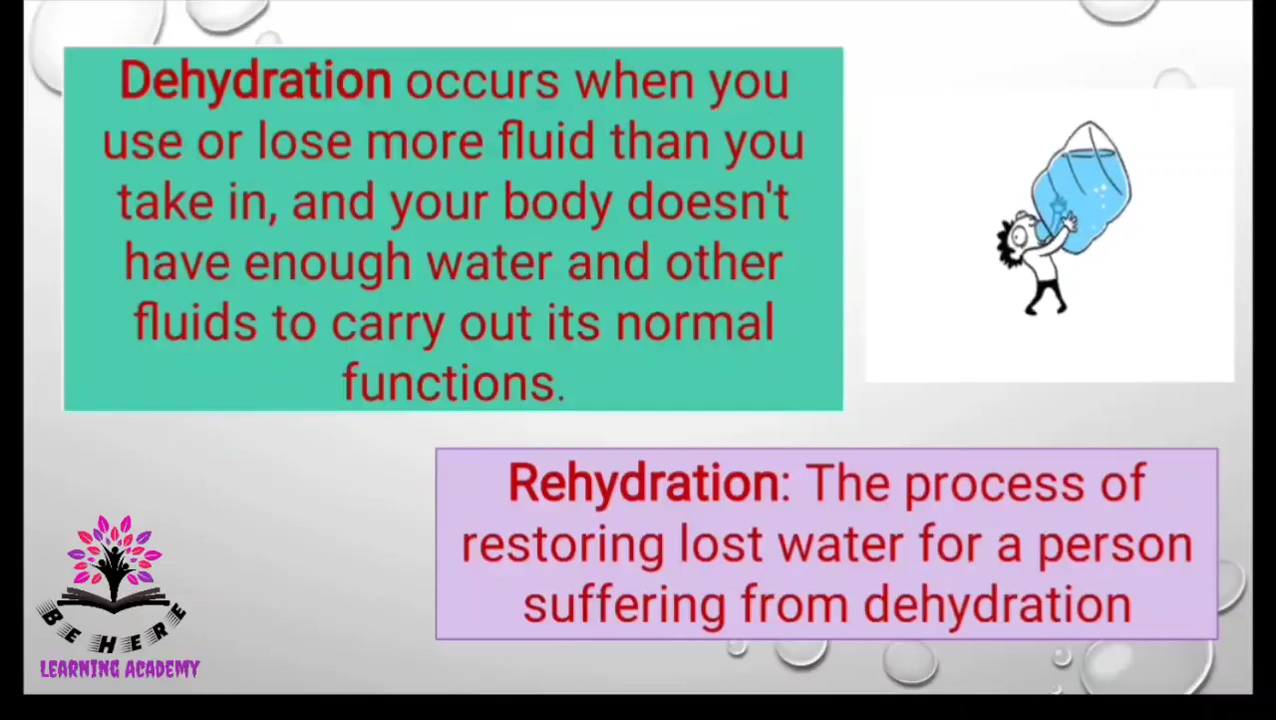 Dehydration occurs when you
use or lose more fluid than you
take in, and your body doesn't
have enough water and other
fluids to carry out its normal
functions.
Rehydration: The process of
restoring lost water for a person
suffering from dehydration
BEHERE
LEARNING ACADEMY